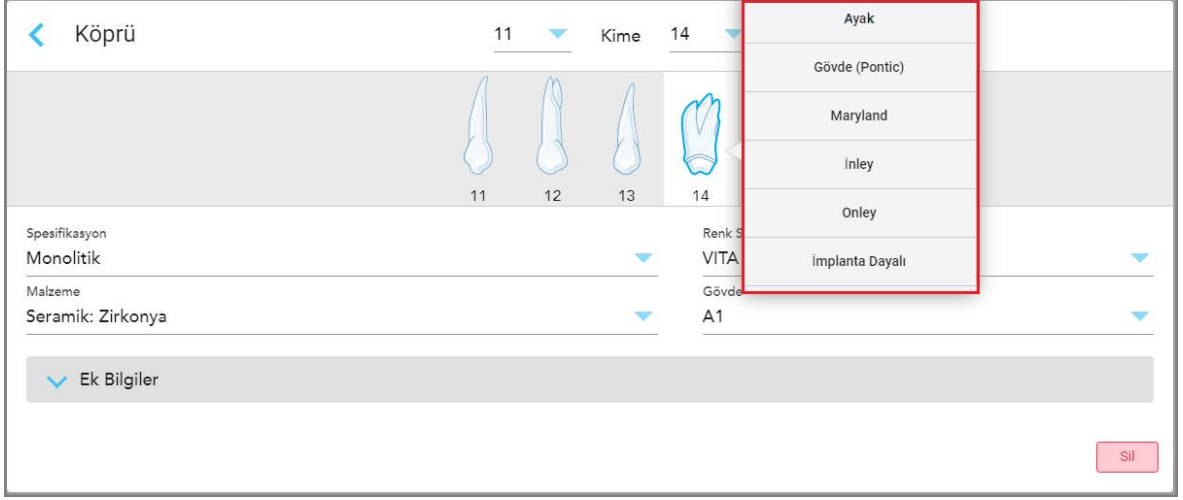 Köprü
11 Kime 14
11 12 13 14
Ayak
Gövde (Pontic)
Maryland
İnley
Onley
İmplanta Dayalı
Spesifikasyon
Monolitik
Malzeme
Seramik: Zirkonya
Renk S
VITA
Gövde
A1
Ek Bilgiler
Sil